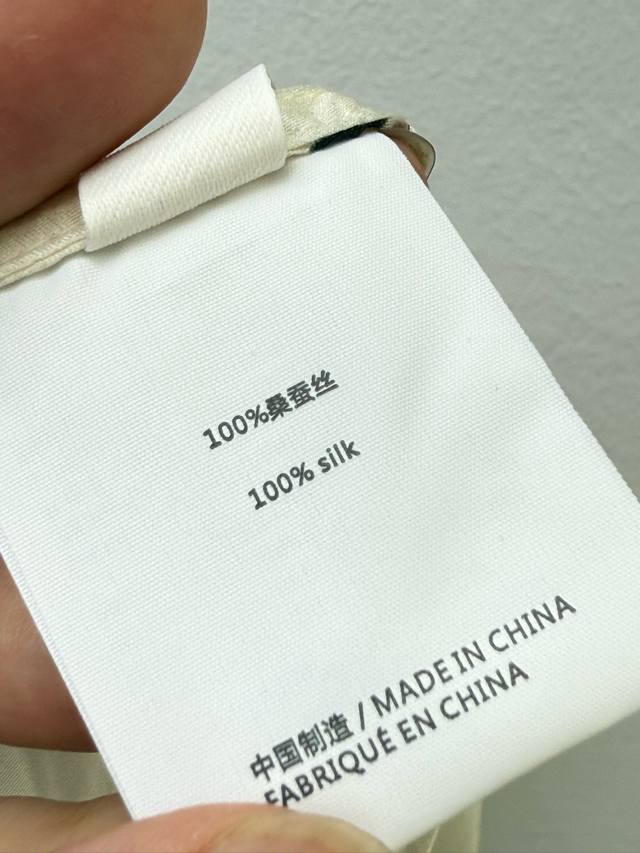 100%桑蚕丝
100% silk
中国制造 / MADE IN CHINA
FABRIQUÉ EN CHINA